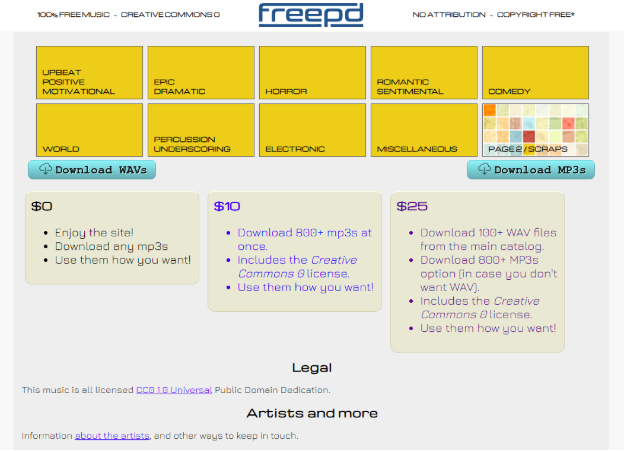 100% FREE MUSIC - CREATIVE COMMONS 0
freepd
NO ATTRIBUTION - COPYRIGHT FREE*
UPBEAT
POSITIVE
MOTIVATIONAL
EPIC
DRAMATIC
HORROR
ROMANTIC
SENTIMENTAL
COMEDY
WORLD
PERCUSSION
UNDERSCORING
ELECTRONIC
MISCELLANEOUS
PAGE 2 / SCRAPS
Download WAVs
Download MP3s
$0
• Enjoy the site!
• Download any mp3s
• Use them how you want!
$10
• Download 800+ mp3s at
once.
• Includes the Creative
Commons 0 license.
• Use them how you want!
$25
• Download 100+ WAV files
from the main catalog.
• Download 800+ MP3s
option (in case you don't
want WAV).
• Includes the Creative
Commons 0 license.
• Use them how you want!
Legal
This music is all licensed CC0 1.0 Universal Public Domain Dedication.
Artists and more
Information about the artists, and other ways to keep in touch.